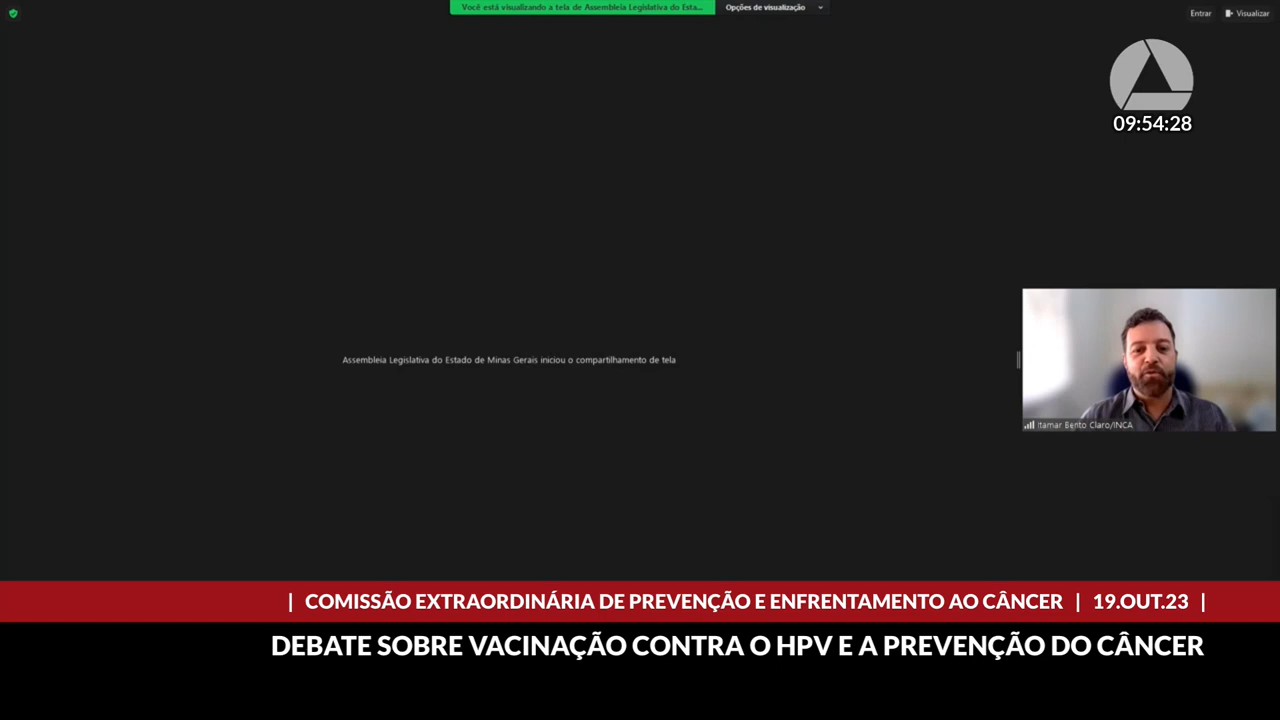 Você está visualizando a tela de Assembleia Legislativa do Esta...
Opções de visualização
Entrar
Visualizar
09:54:28
Assembleia Legislativa do Estado de Minas Gerais iniciou o compartilhamento de tela
Itamar Bento Claro/INCA
| COMISSÃO EXTRAORDINÁRIA DE PREVENÇÃO E ENFRENTAMENTO AO CÂNCER | 19.OUT.23 |
DEBATE SOBRE VACINAÇÃO CONTRA O HPV E A PREVENÇÃO DO CÂNCER